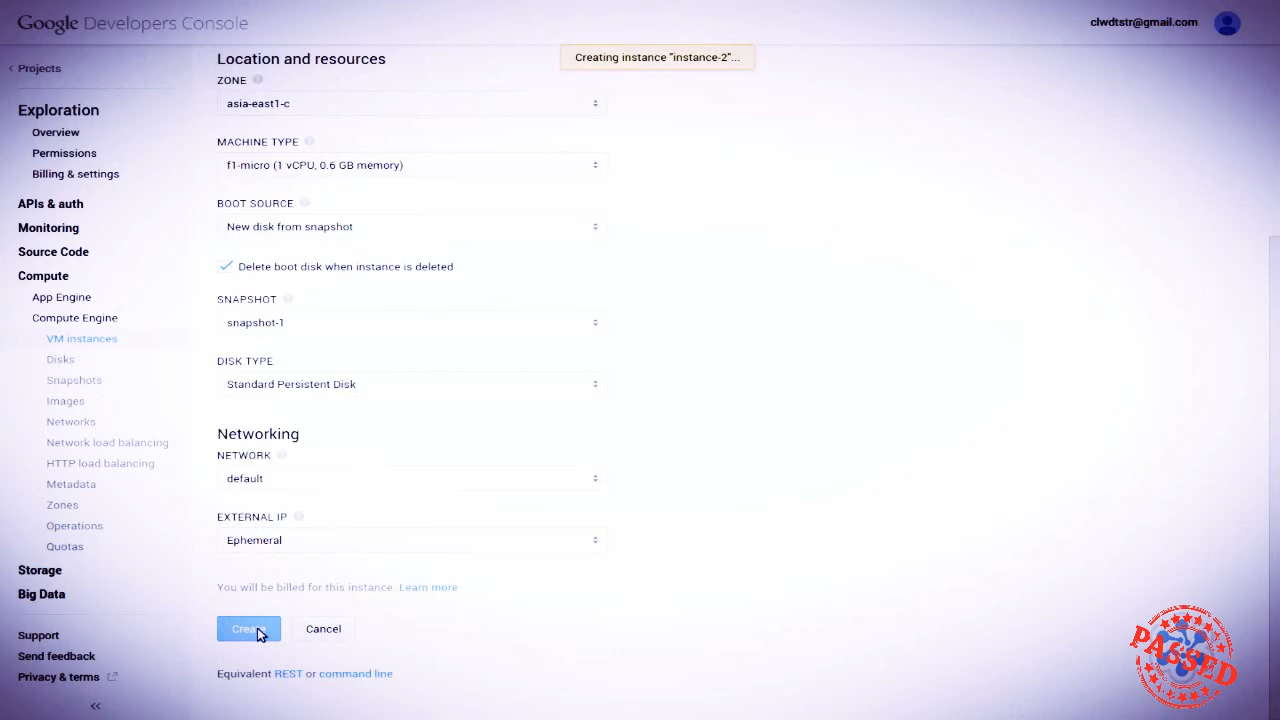 Google Developers Console
clwdtstr@gmail.com
Creating instance "instance-2"...
Projects
Exploration
Overview
Permissions
Billing & settings
APIs & auth
Monitoring
Source Code
Compute
App Engine
Compute Engine
VM instances
Disks
Snapshots
Images
Networks
Network load balancing
HTTP load balancing
Metadata
Zones
Operations
Quotas
Storage
Big Data
Support
Send feedback
Privacy & terms
Location and resources
ZONE
asia-east1-c
MACHINE TYPE
f1-micro (1 vCPU, 0.6 GB memory)
BOOT SOURCE
New disk from snapshot
Delete boot disk when instance is deleted
SNAPSHOT
snapshot-1
DISK TYPE
Standard Persistent Disk
Networking
NETWORK
default
EXTERNAL IP
Ephemeral
You will be billed for this instance. Learn more
Create
Cancel
Equivalent REST or command line
PASSED